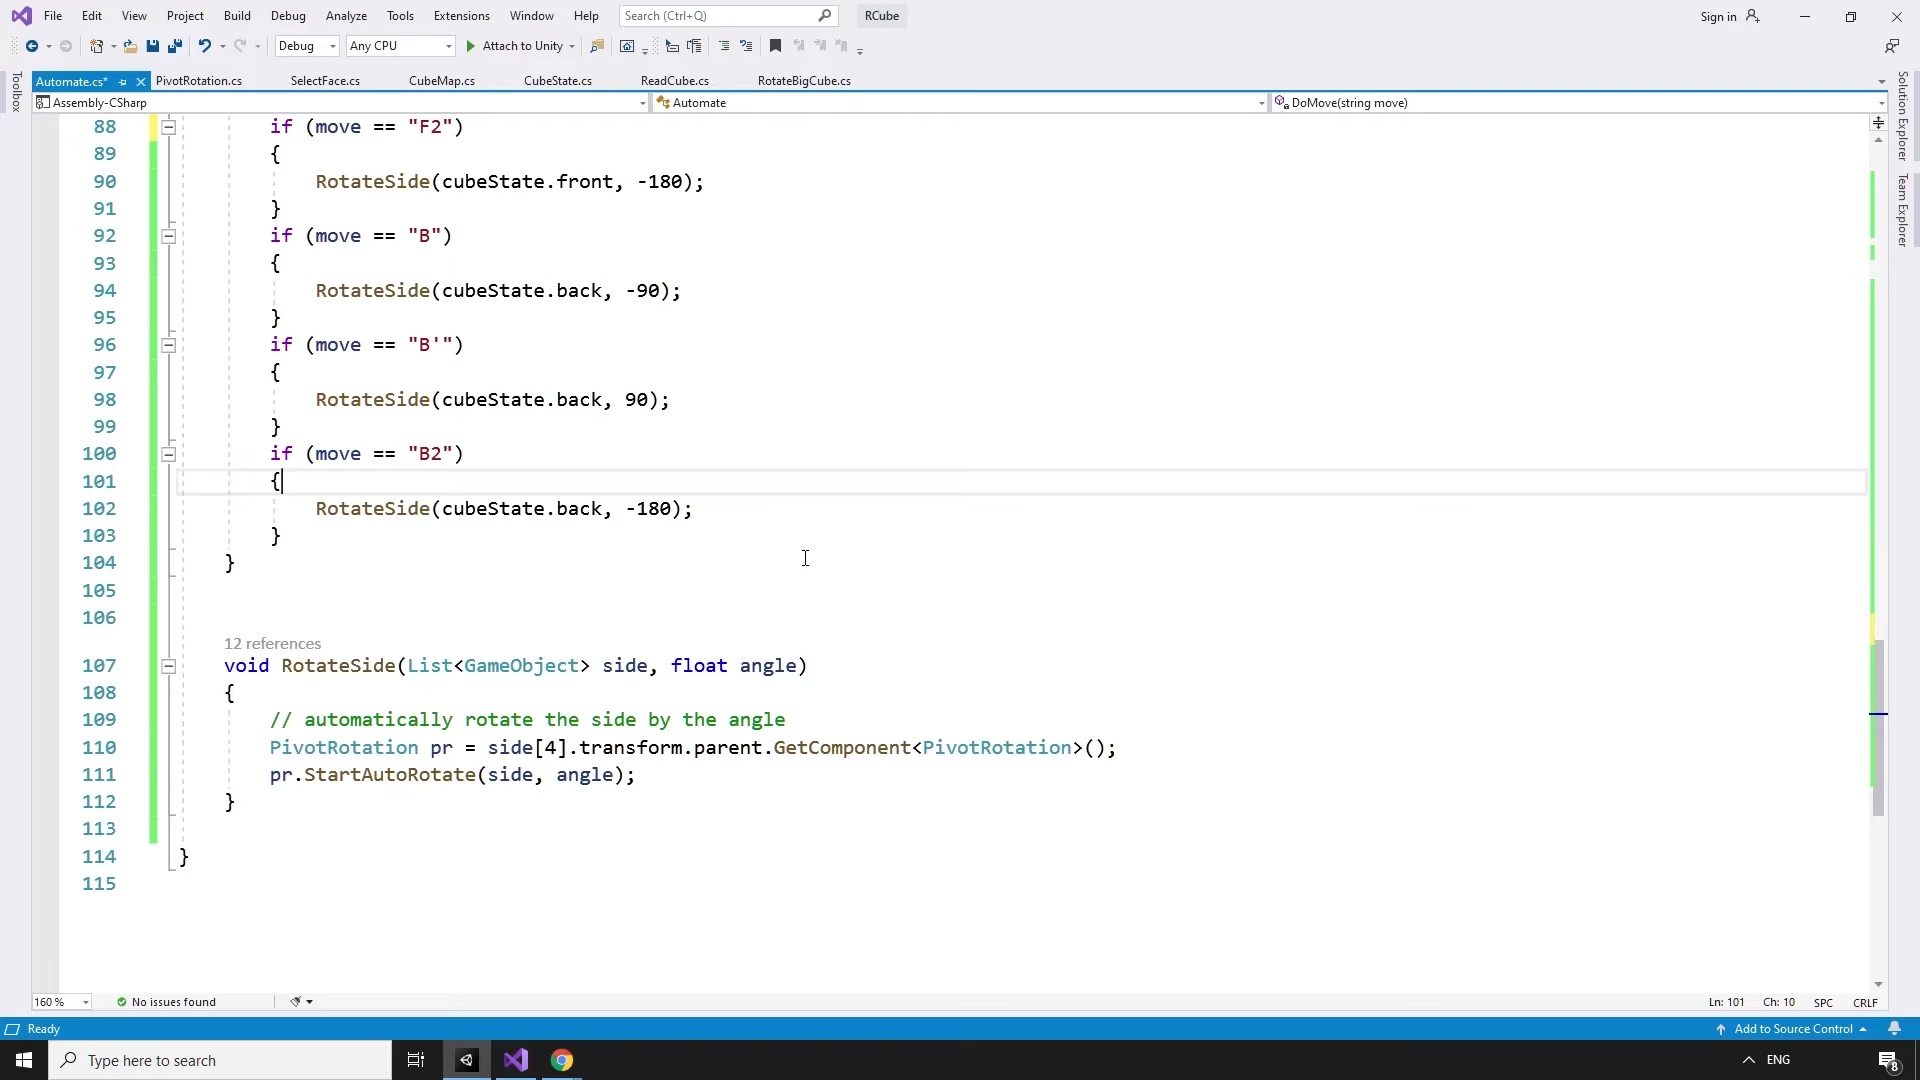 File Edit View Project Build Debug Analyze Tools Extensions Window Help Search (Ctrl+Q) RCube Sign in
Debug Any CPU Attach to Unity
Automate.cs* PivotRotation.cs SelectFace.cs CubeMap.cs CubeState.cs ReadCube.cs RotateBigCube.cs
Assembly-CSharp Automate DoMove(string move)
Toolbox
Solution Explorer
Team Explorer
88 if (move == "F2")
89 {
90 RotateSide(cubeState.front, -180);
91 }
92 if (move == "B")
93 {
94 RotateSide(cubeState.back, -90);
95 }
96 if (move == "B'")
97 {
98 RotateSide(cubeState.back, 90);
99 }
100 if (move == "B2")
101 {
102 RotateSide(cubeState.back, -180);
103 }
104 }
105
106
12 references
107 void RotateSide(List<GameObject> side, float angle)
108 {
109 // automatically rotate the side by the angle
110 PivotRotation pr = side[4].transform.parent.GetComponent<PivotRotation>();
111 pr.StartAutoRotate(side, angle);
112 }
113
114 }
115
160 % No issues found Ln: 101 Ch: 10 SPC CRLF
Ready Add to Source Control
Type here to search ENG 8